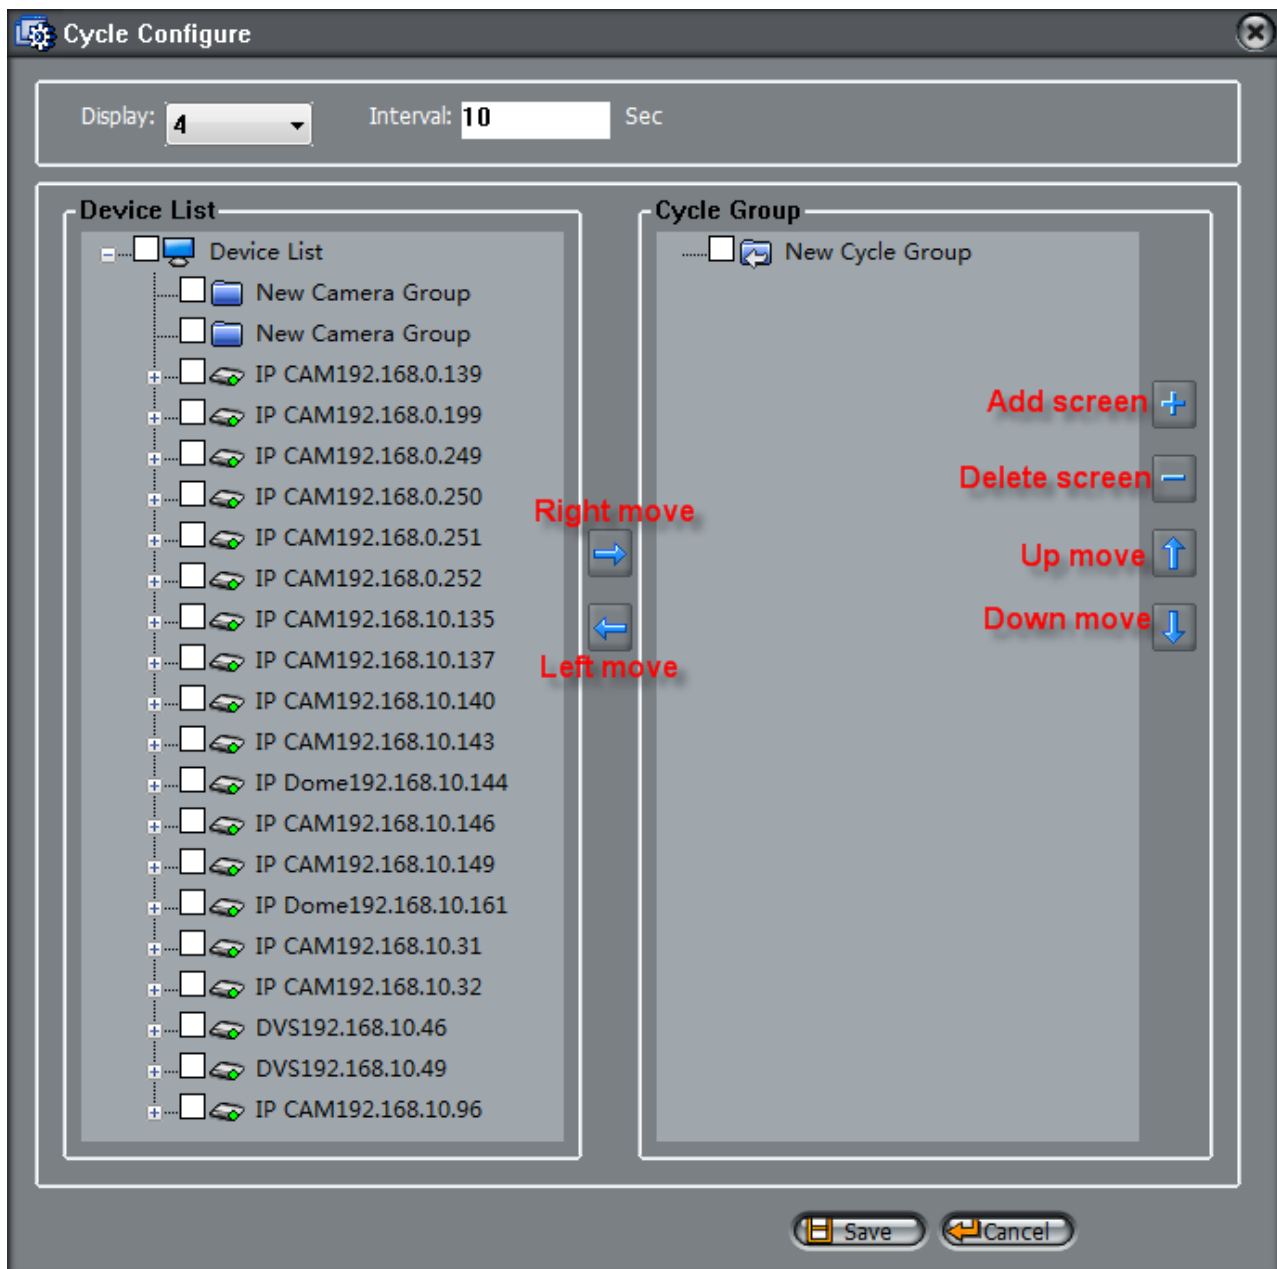 Cycle Configure
Display: 4 Interval: 10 Sec
Device List
Device List
New Camera Group
New Camera Group
IP CAM192.168.0.139
IP CAM192.168.0.199
IP CAM192.168.0.249
IP CAM192.168.0.250
IP CAM192.168.0.251
IP CAM192.168.0.252
IP CAM192.168.10.135
IP CAM192.168.10.137
IP CAM192.168.10.140
IP CAM192.168.10.143
IP Dome192.168.10.144
IP CAM192.168.10.146
IP CAM192.168.10.149
IP Dome192.168.10.161
IP CAM192.168.10.31
IP CAM192.168.10.32
DVS192.168.10.46
DVS192.168.10.49
IP CAM192.168.10.96
Right move
Left move
Cycle Group
New Cycle Group
Add screen
Delete screen
Up move
Down move
Save
Cancel